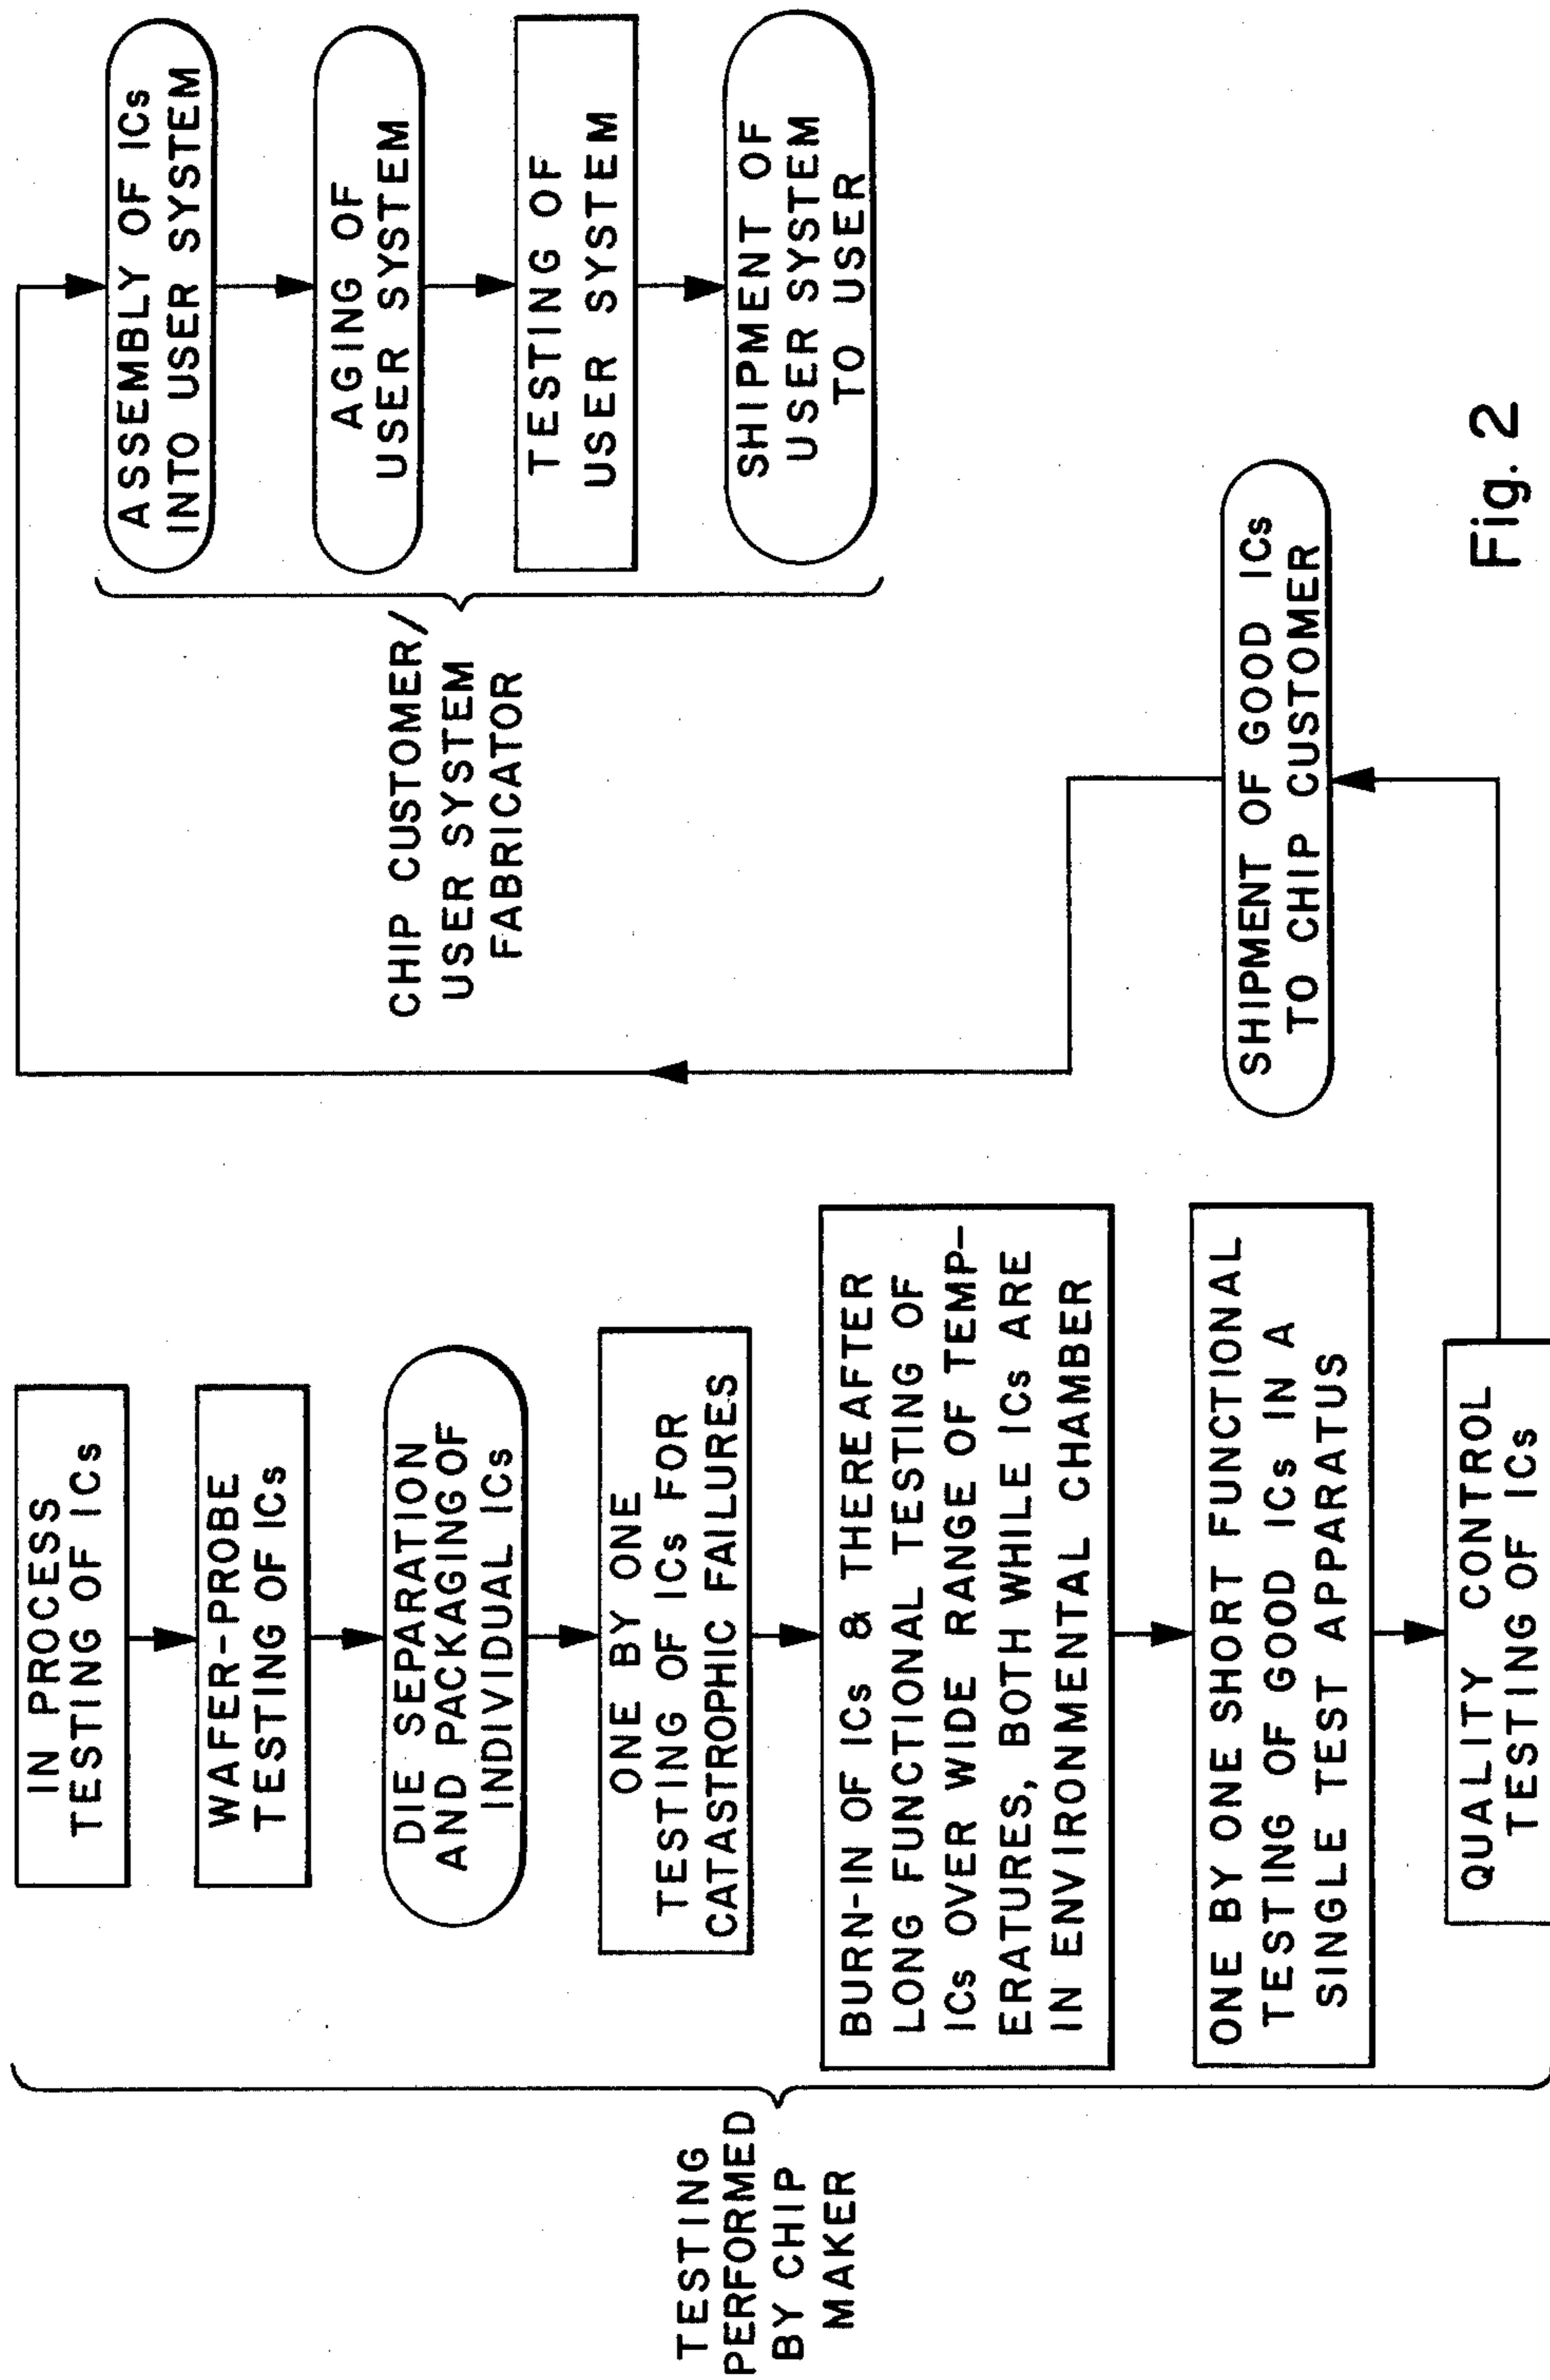 TESTING
PERFORMED
BY CHIP
MAKER
IN PROCESS
TESTING OF ICs
WAFER-PROBE
TESTING OF ICs
DIE SEPARATION
AND PACKAGING OF
INDIVIDUAL ICs
ONE BY ONE
TESTING OF ICs FOR
CATASTROPHIC FAILURES
BURN-IN OF ICs & THEREAFTER
LONG FUNCTIONAL TESTING OF
ICs OVER WIDE RANGE OF TEMP-
ERATURES, BOTH WHILE ICs ARE
IN ENVIRONMENTAL CHAMBER
ONE BY ONE SHORT FUNCTIONAL
TESTING OF GOOD ICs IN A
SINGLE TEST APPARATUS
QUALITY CONTROL
TESTING OF ICs
SHIPMENT OF GOOD ICs
TO CHIP CUSTOMER
CHIP CUSTOMER/
USER SYSTEM
FABRICATOR
ASSEMBLY OF ICs
INTO USER SYSTEM
AGING OF
USER SYSTEM
TESTING OF
USER SYSTEM
SHIPMENT OF
USER SYSTEM
TO USER
Fig. 2